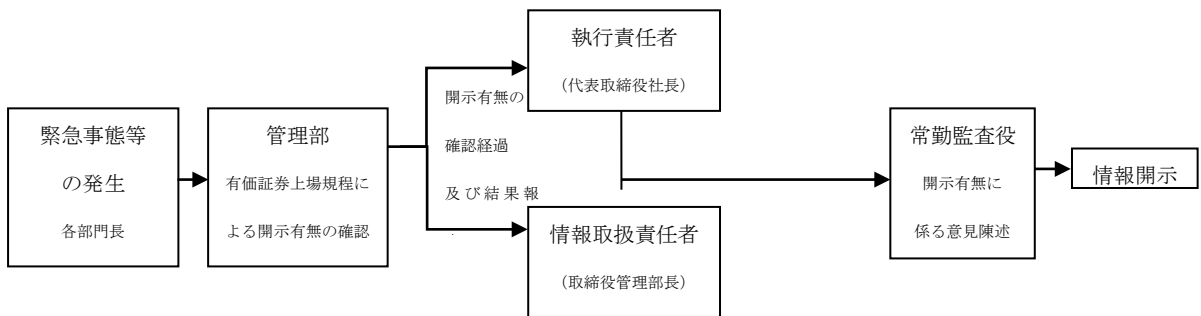 緊急事態等
の発生
各部門長
管理部
有価証券上場規程に
よる開示有無の確認
開示有無の
確認経過
及び結果報
執行責任者
（代表取締役社長）
情報取扱責任者
（取締役管理部長）
常勤監査役
開示有無に
係る意見陳述
情報開示